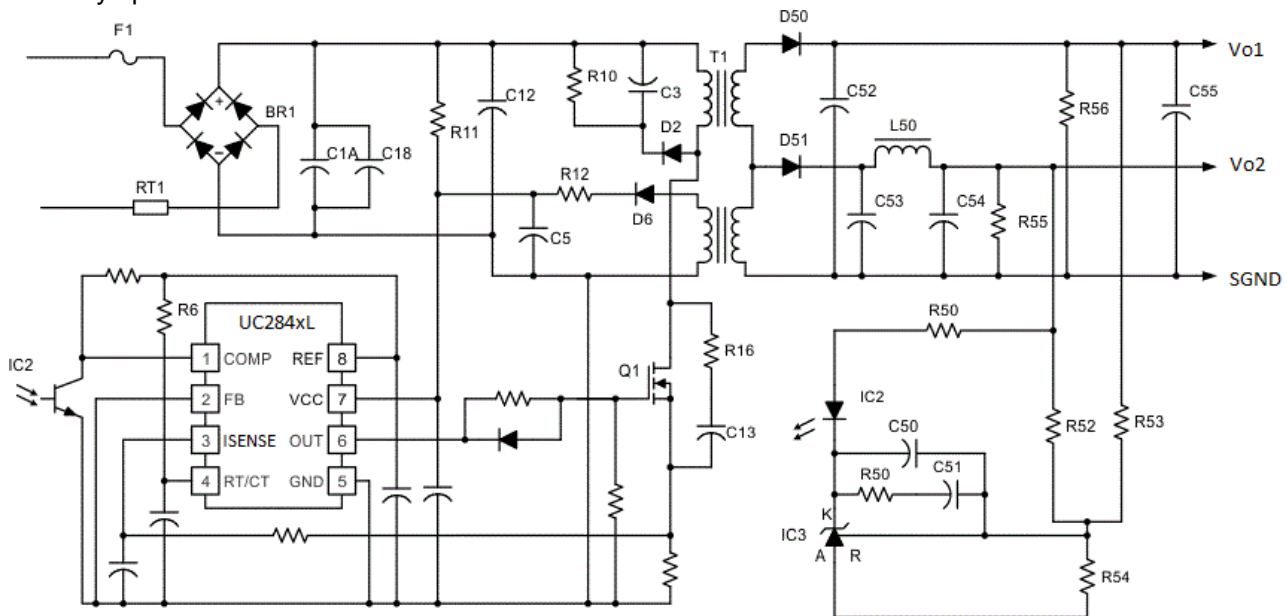 F1
BR1
RT1
C1A
C18
R11
C12
R10
C3
D2
T1
R12
D6
C5
D50
D51
C52
L50
C53
C54
R55
R56
C55
Vo1
Vo2
SGND
R6
UC284xL
IC2
1 COMP REF 8
2 FB VCC 7
3 ISENSE OUT 6
4 RT/CT GND 5
Q1
R16
C13
R50
IC2
C50
C51
R50
R52
R53
K
IC3
A R
R54
+
−